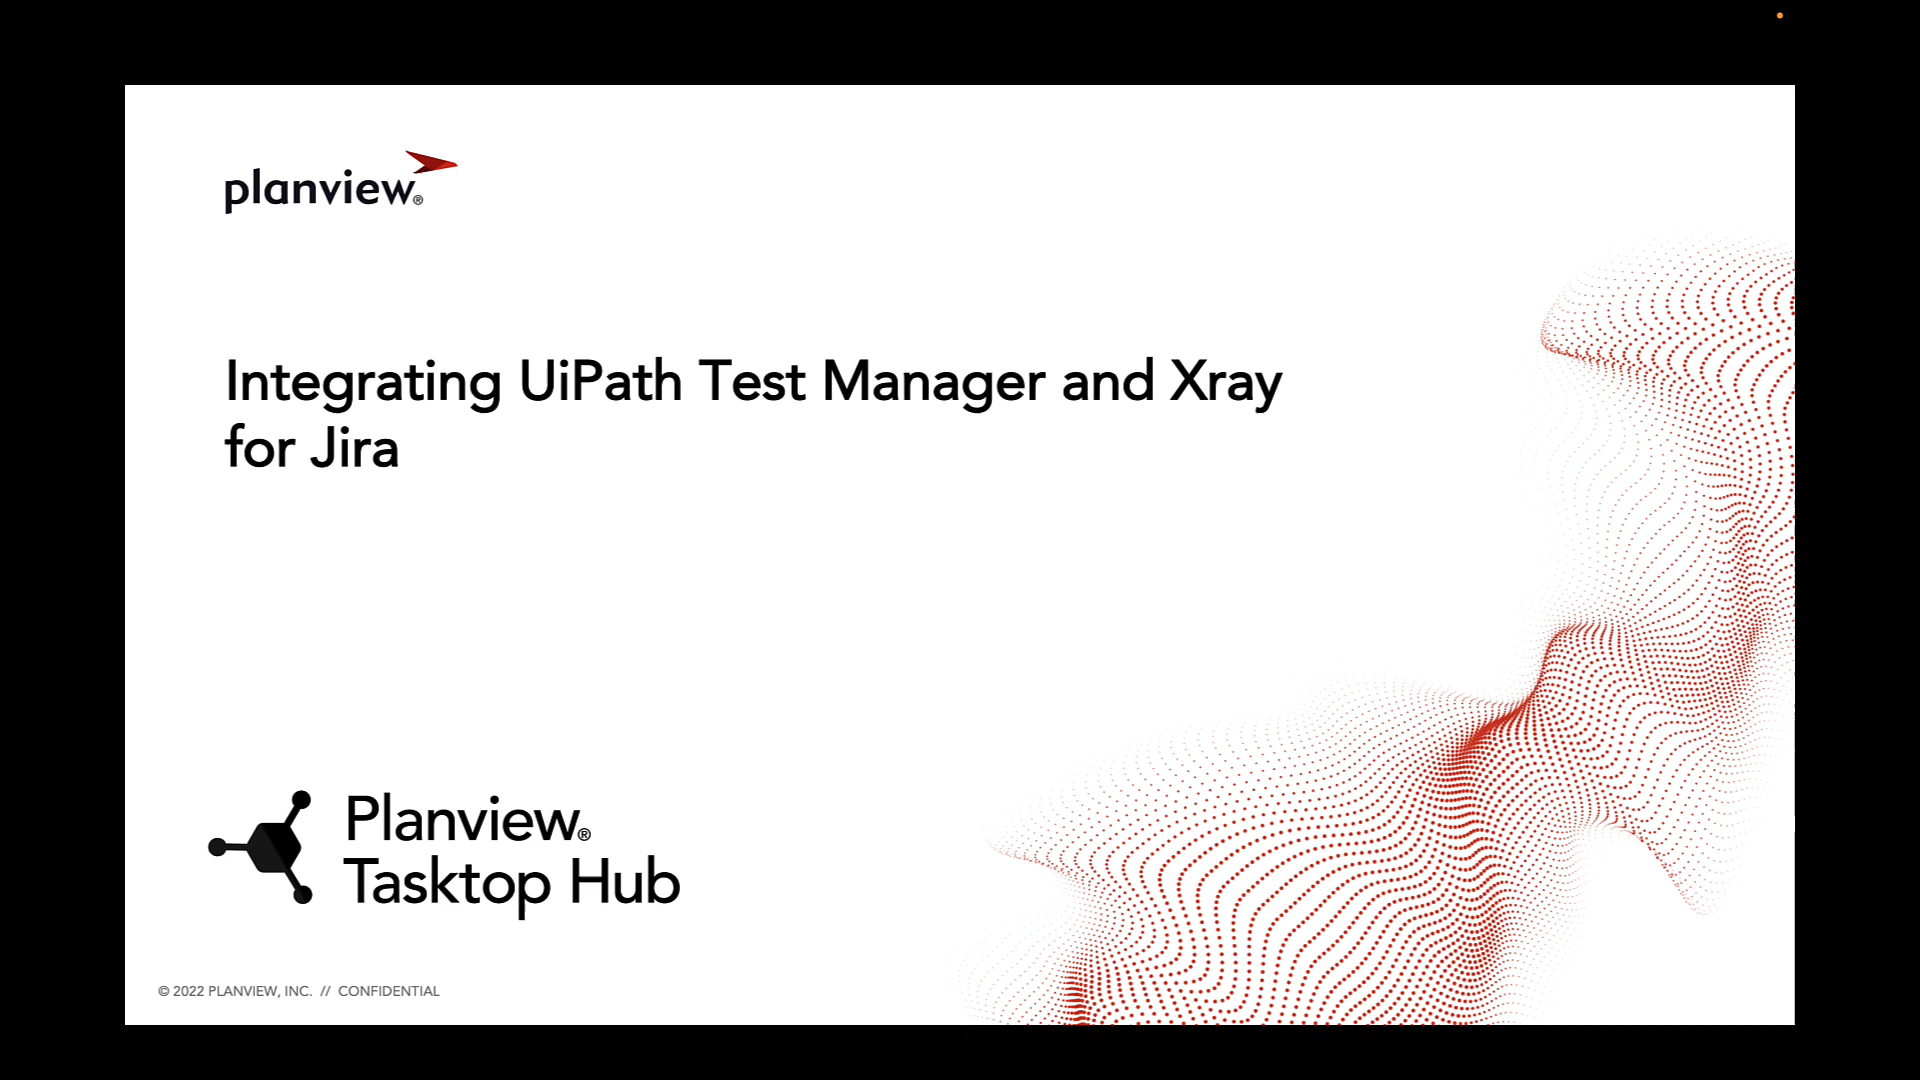 planview®
Integrating UiPath Test Manager and Xray
for Jira
Planview®
Tasktop Hub
© 2022 PLANVIEW, INC. // CONFIDENTIAL